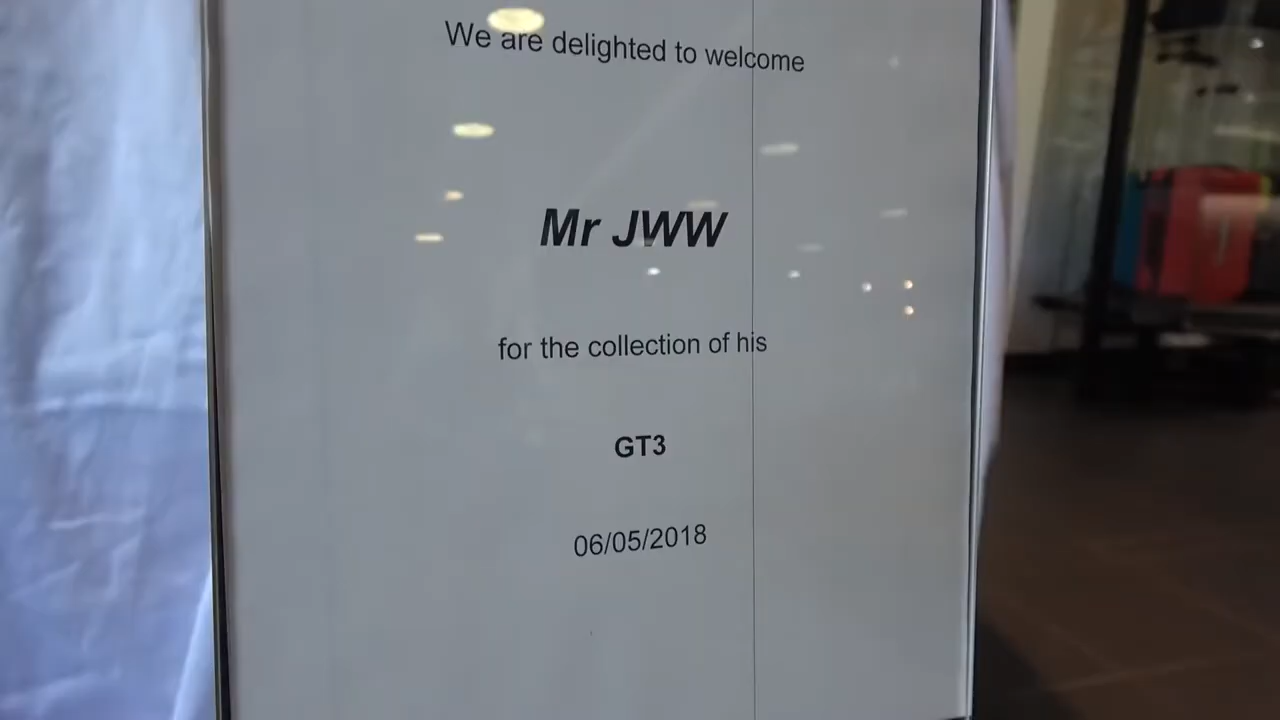 We are delighted to welcome
Mr JWW
for the collection of his
GT3
06/05/2018